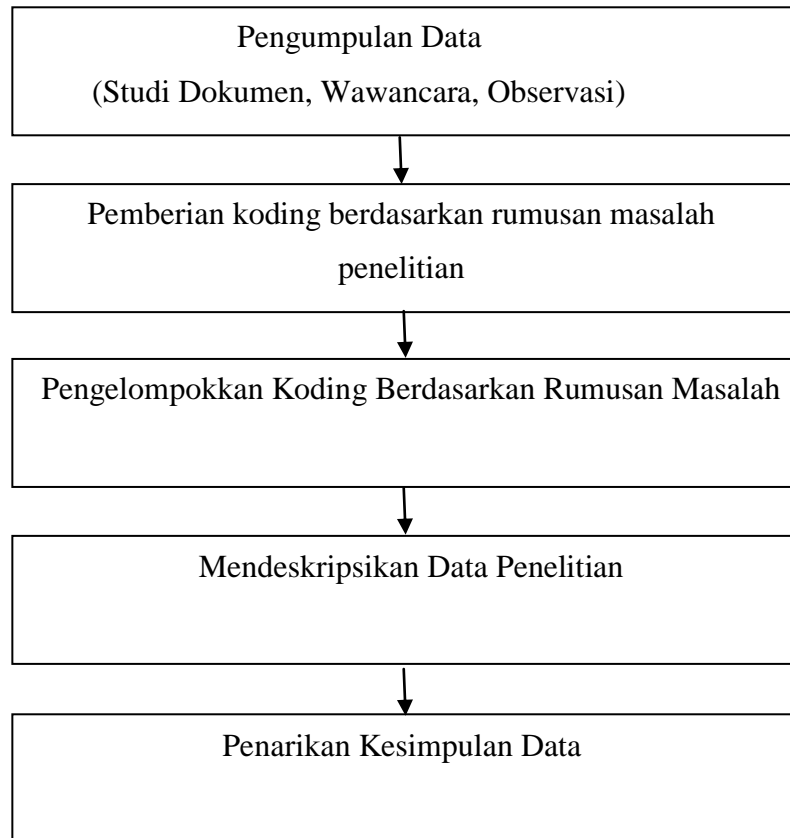 Pengumpulan Data
(Studi Dokumen, Wawancara, Observasi)
Pemberian koding berdasarkan rumusan masalah
penelitian
Pengelompokkan Koding Berdasarkan Rumusan Masalah
Mendeskripsikan Data Penelitian
Penarikan Kesimpulan Data